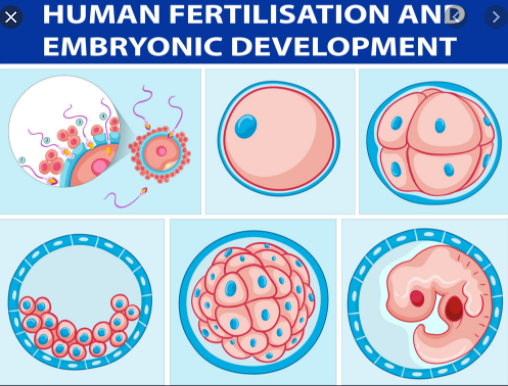 HUMAN FERTILISATION AND
EMBRYONIC DEVELOPMENT